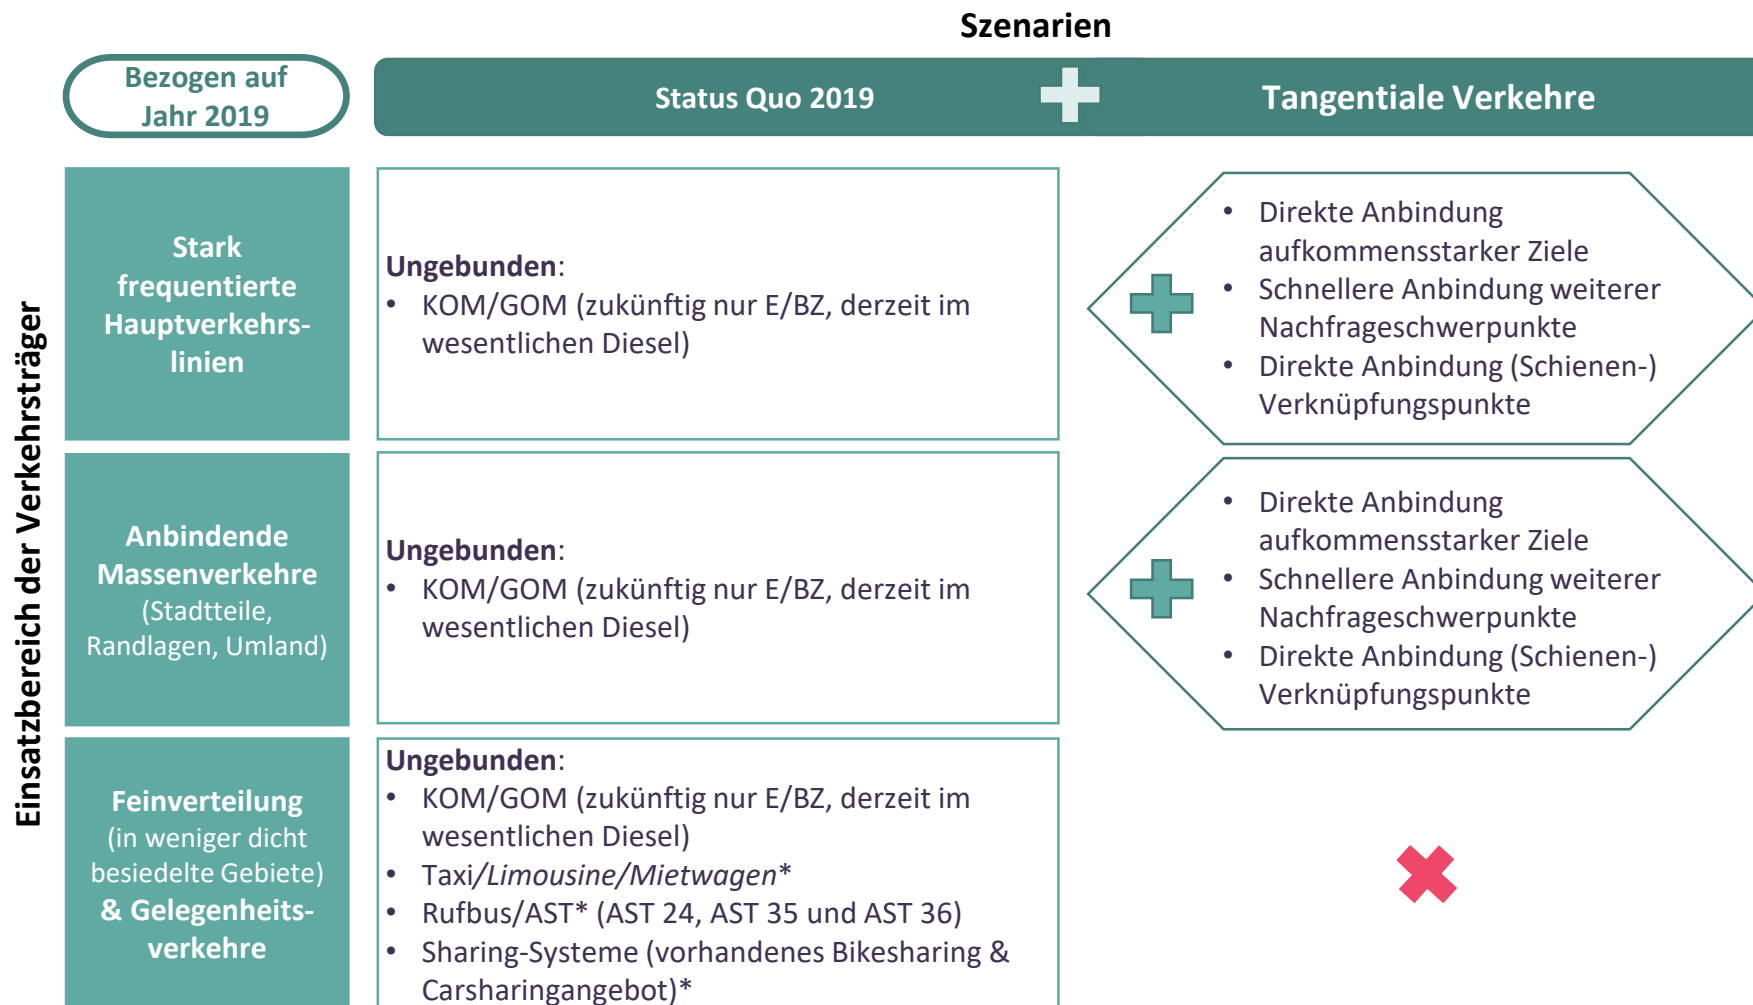 Szenarien
Bezogen auf
Jahr 2019
Status Quo 2019
Tangentiale Verkehre
Einsatzbereich der Verkehrsträger
Stark
frequentierte
Hauptverkehrs-
linien
Ungebunden:
• KOM/GOM (zukünftig nur E/BZ, derzeit im
wesentlichen Diesel)
• Direkte Anbindung
aufkommensstarker Ziele
• Schnellere Anbindung weiterer
Nachfrageschwerpunkte
• Direkte Anbindung (Schienen-)
Verknüpfungspunkte
Anbindende
Massenverkehre
(Stadtteile,
Randlagen, Umland)
Ungebunden:
• KOM/GOM (zukünftig nur E/BZ, derzeit im
wesentlichen Diesel)
• Direkte Anbindung
aufkommensstarker Ziele
• Schnellere Anbindung weiterer
Nachfrageschwerpunkte
• Direkte Anbindung (Schienen-)
Verknüpfungspunkte
Feinverteilung
(in weniger dicht
besiedelte Gebiete)
& Gelegenheits-
verkehre
Ungebunden:
• KOM/GOM (zukünftig nur E/BZ, derzeit im
wesentlichen Diesel)
• Taxi/Limousine/Mietwagen*
• Rufbus/AST* (AST 24, AST 35 und AST 36)
• Sharing-Systeme (vorhandenes Bikesharing &
Carsharingangebot)*